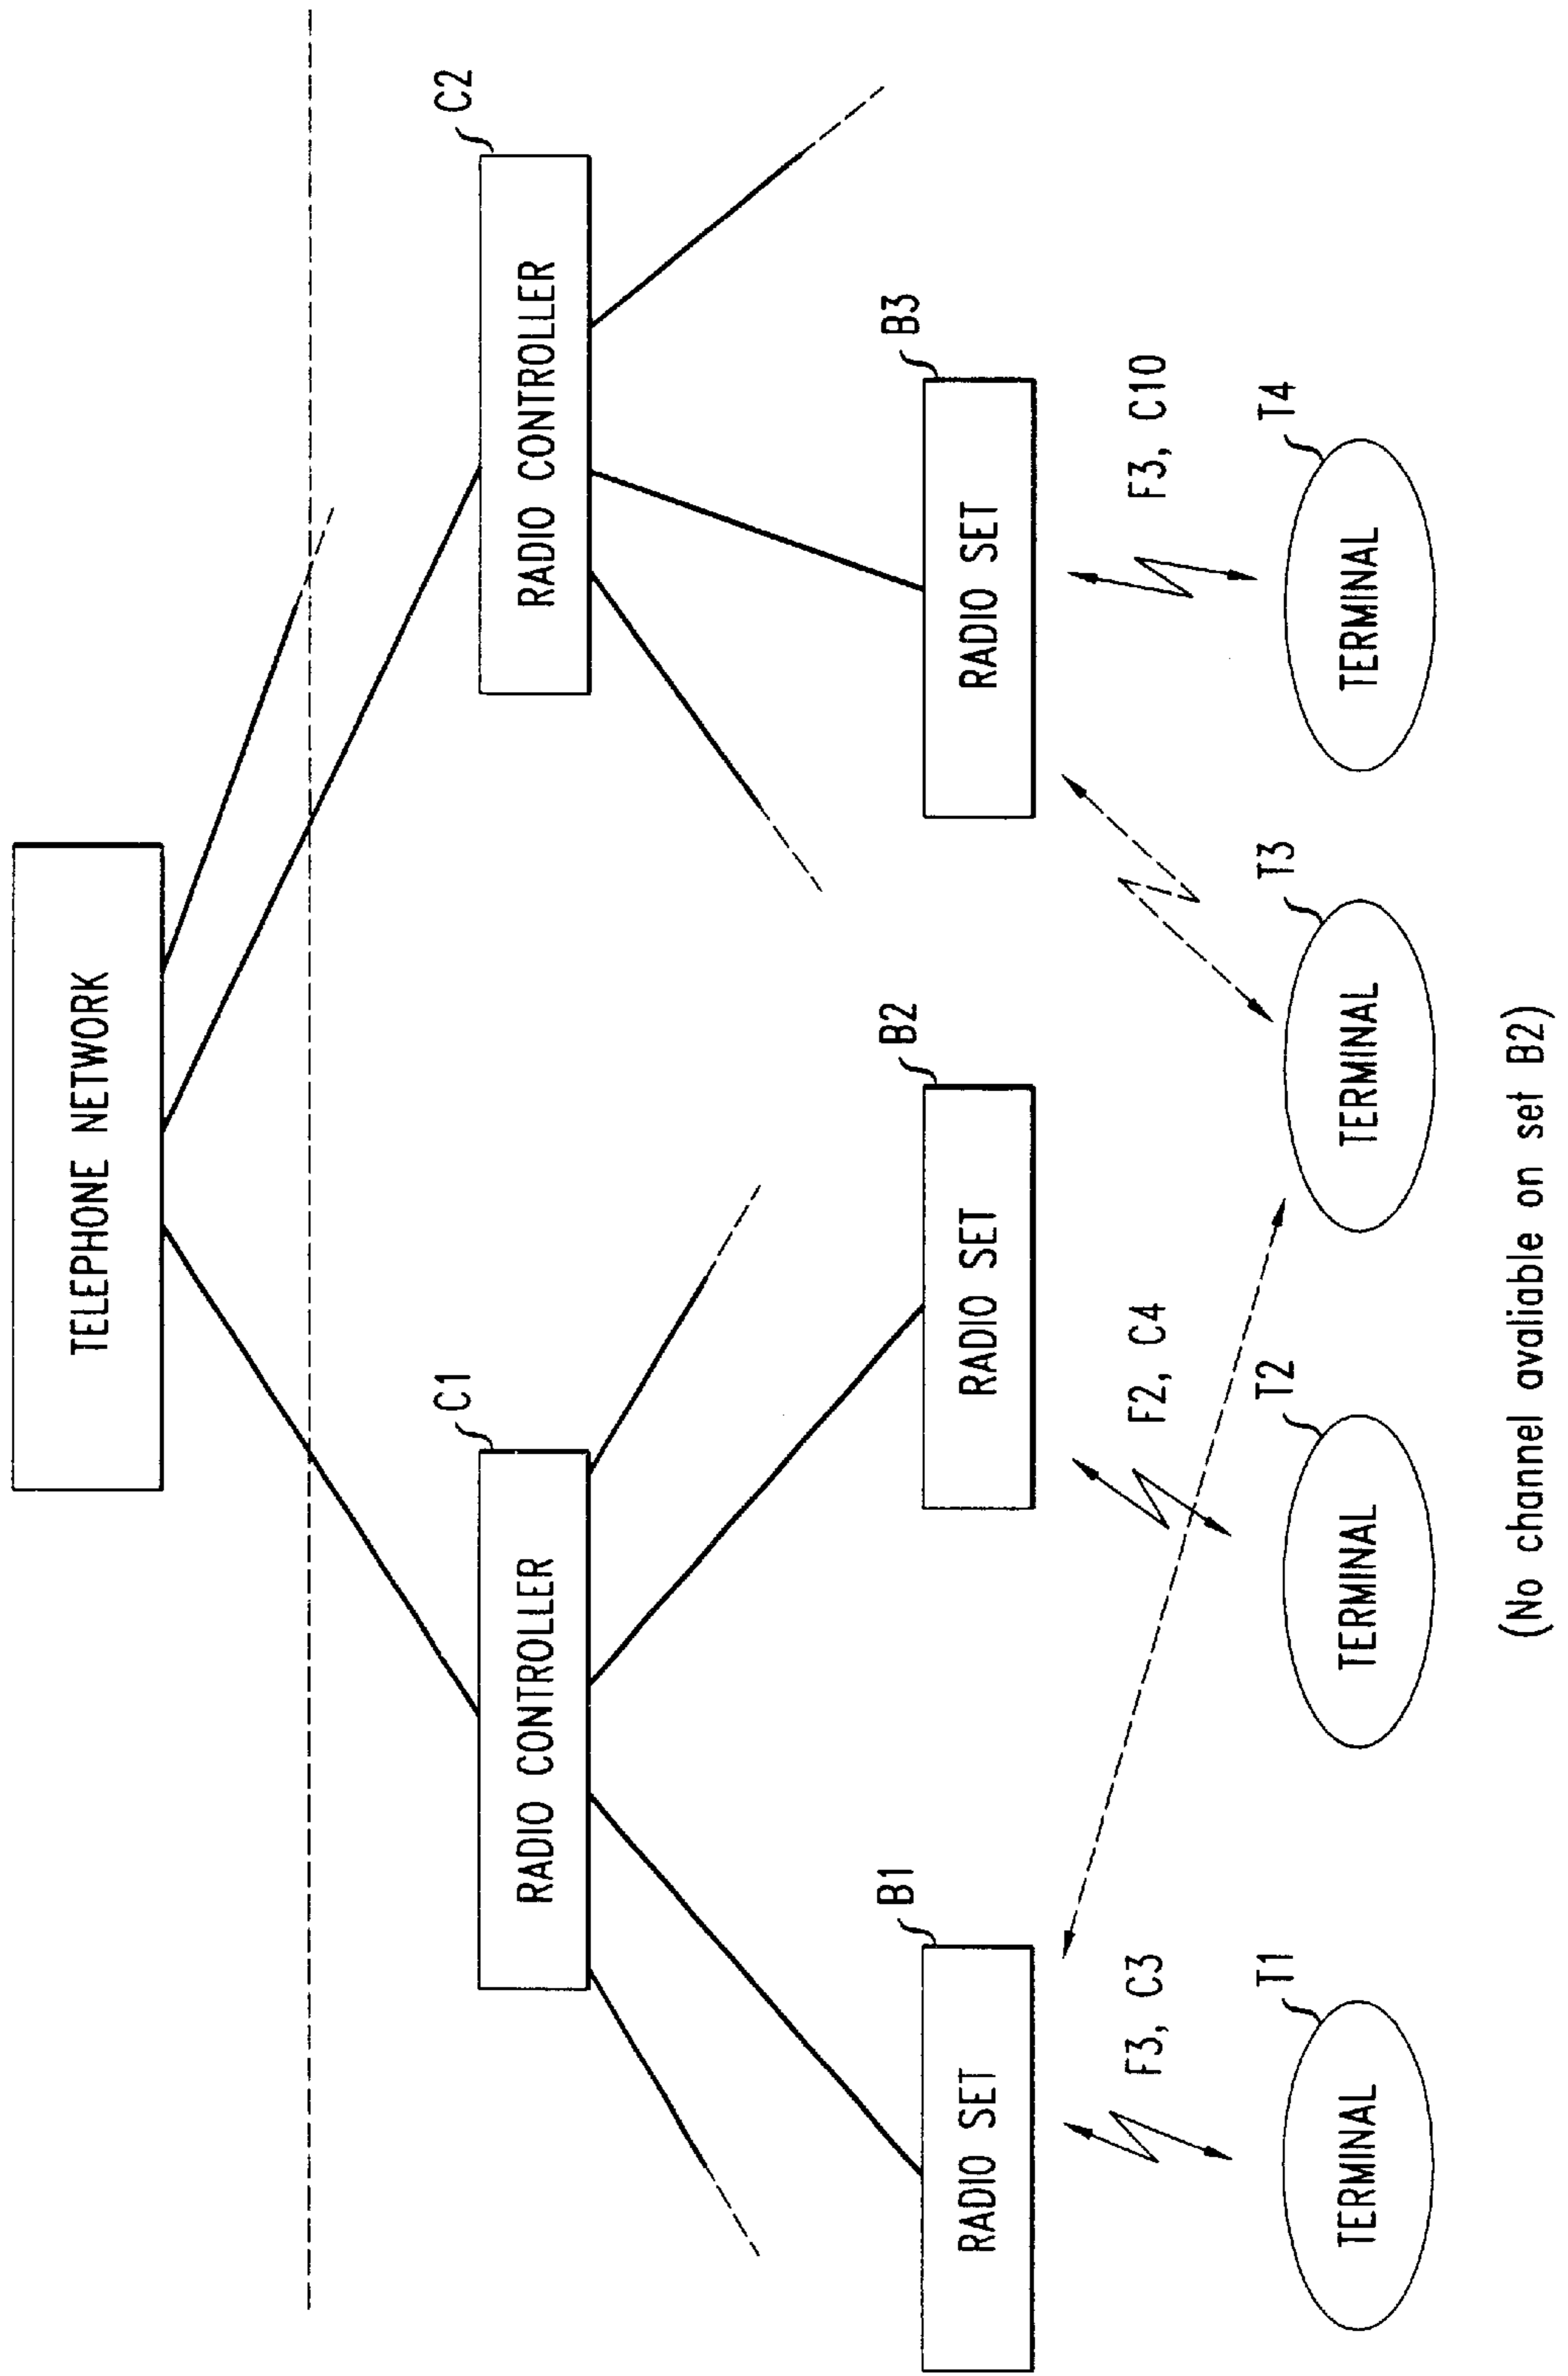 TELEPHONE NETWORK
C1
C2
RADIO CONTROLLER
RADIO CONTROLLER
B1
B2
B3
RADIO SET
RADIO SET
RADIO SET
F3, C3
F2, C4
F3, C10
T1
T2
T3
T4
TERMINAL
TERMINAL
TERMINAL
TERMINAL
(No channel avaliable on set B2)